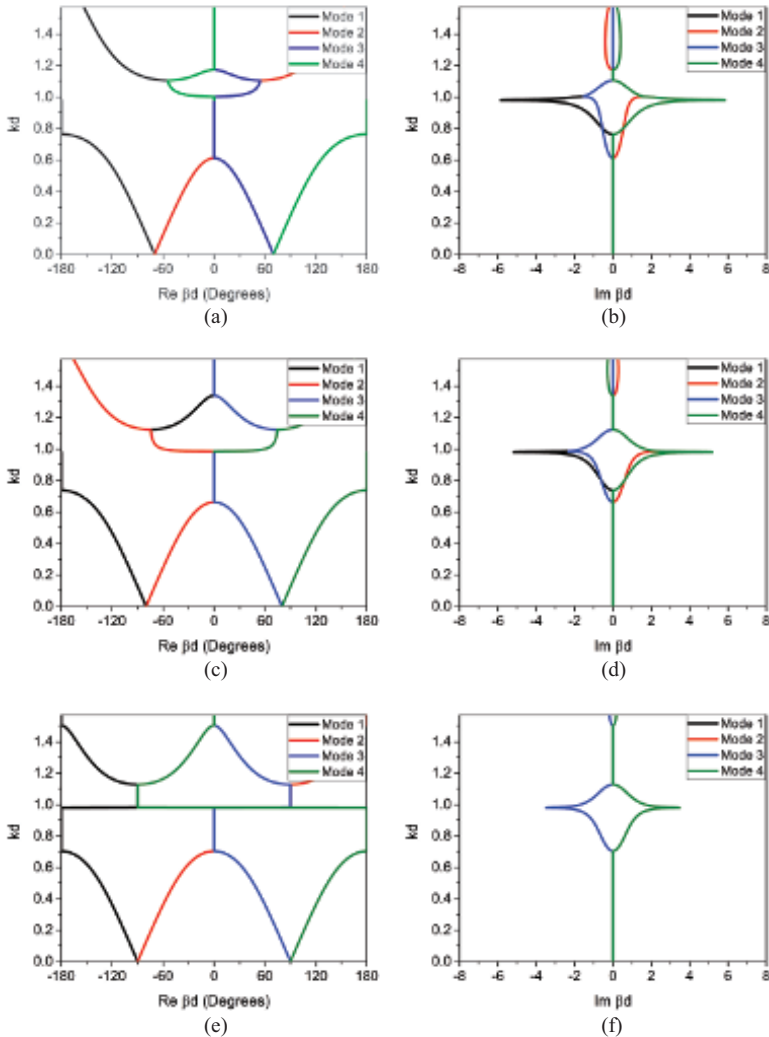 1.4
1.2
1.0
0.8
0.6
0.4
0.2
0.0
kd
Mode 1
Mode 2
Mode 3
Mode 4
-180 -120 -60 0 60 120 180
Re βd (Degrees)
(a)
1.4
1.2
1.0
0.8
0.6
0.4
0.2
0.0
kd
Mode 1
Mode 2
Mode 3
Mode 4
-8 -6 -4 -2 0 2 4 6 8
Im βd
(b)
1.4
1.2
1.0
0.8
0.6
0.4
0.2
0.0
kd
Mode 1
Mode 2
Mode 3
Mode 4
-180 -120 -60 0 60 120 180
Re βd (Degrees)
(c)
1.4
1.2
1.0
0.8
0.6
0.4
0.2
0.0
kd
Mode 1
Mode 2
Mode 3
Mode 4
-8 -6 -4 -2 0 2 4 6 8
Im βd
(d)
1.4
1.2
1.0
0.8
0.6
0.4
0.2
0.0
kd
Mode 1
Mode 2
Mode 3
Mode 4
-180 -120 -60 0 60 120 180
Re βd (Degrees)
(e)
1.4
1.2
1.0
0.8
0.6
0.4
0.2
0.0
kd
Mode 1
Mode 2
Mode 3
Mode 4
-8 -6 -4 -2 0 2 4 6 8
Im βd
(f)